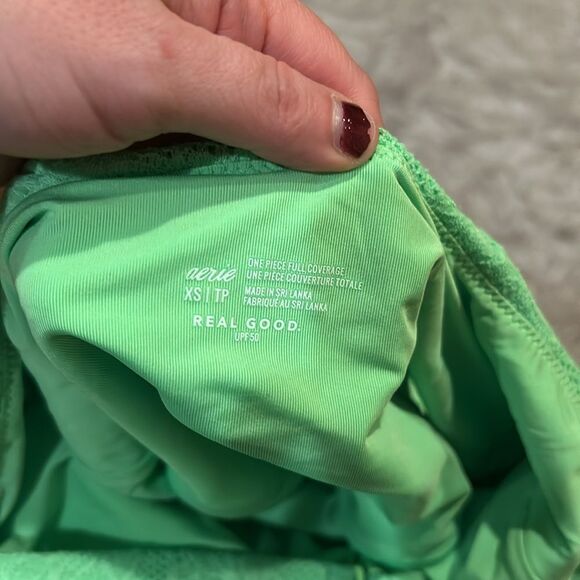 aerie
XS | TP
ONE PIECE FULL COVERAGE
UNE PIÈCE COUVERTURE TOTALE
MADE IN SRI LANKA
FABRIQUÉ AU SRI LANKA
REAL GOOD.
UPF 50